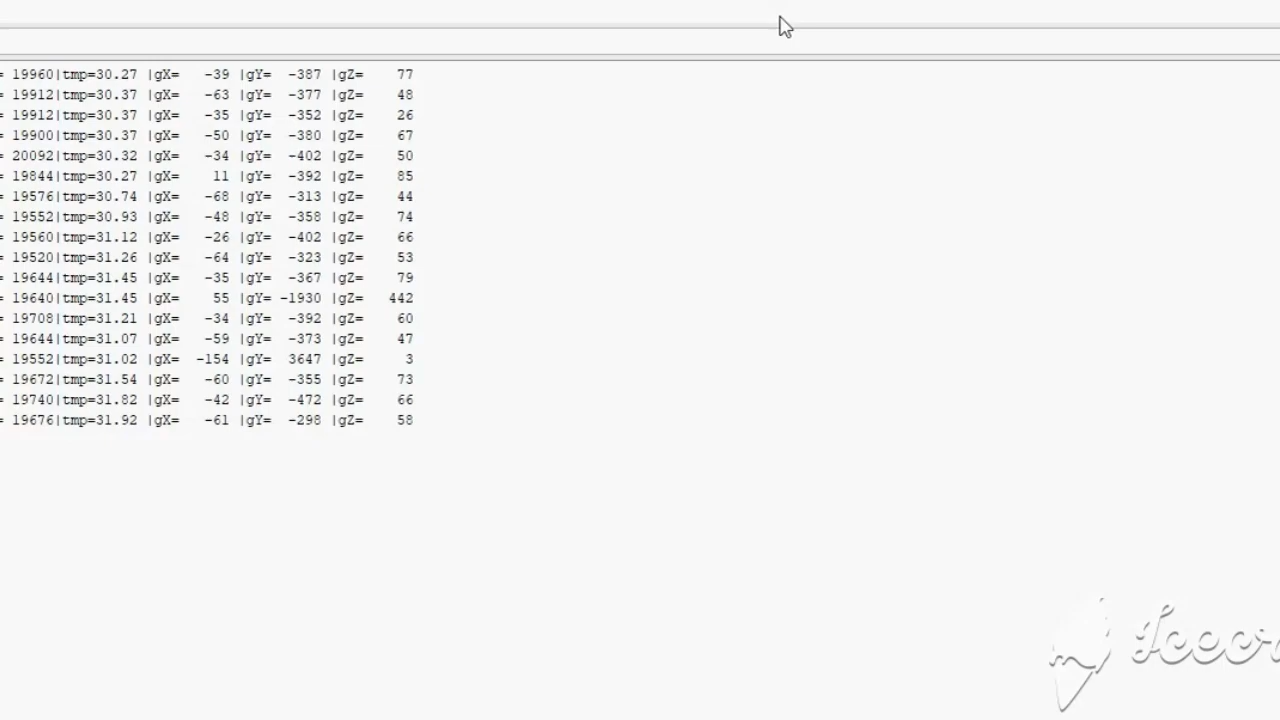 = 19960|tmp=30.27 |gX=   -39 |gY=  -387 |gZ=    77
= 19912|tmp=30.37 |gX=   -63 |gY=  -377 |gZ=    48
= 19912|tmp=30.37 |gX=   -35 |gY=  -352 |gZ=    26
= 19900|tmp=30.37 |gX=   -50 |gY=  -380 |gZ=    67
= 20092|tmp=30.32 |gX=   -34 |gY=  -402 |gZ=    50
= 19844|tmp=30.27 |gX=    11 |gY=  -392 |gZ=    85
= 19576|tmp=30.74 |gX=   -68 |gY=  -313 |gZ=    44
= 19552|tmp=30.93 |gX=   -48 |gY=  -358 |gZ=    74
= 19560|tmp=31.12 |gX=   -26 |gY=  -402 |gZ=    66
= 19520|tmp=31.26 |gX=   -64 |gY=  -323 |gZ=    53
= 19644|tmp=31.45 |gX=   -35 |gY=  -367 |gZ=    79
= 19640|tmp=31.45 |gX=    55 |gY= -1930 |gZ=   442
= 19708|tmp=31.21 |gX=   -34 |gY=  -392 |gZ=    60
= 19644|tmp=31.07 |gX=   -59 |gY=  -373 |gZ=    47
= 19552|tmp=31.02 |gX=  -154 |gY=  3647 |gZ=     3
= 19672|tmp=31.54 |gX=   -60 |gY=  -355 |gZ=    73
= 19740|tmp=31.82 |gX=   -42 |gY=  -472 |gZ=    66
= 19676|tmp=31.92 |gX=   -61 |gY=  -298 |gZ=    58